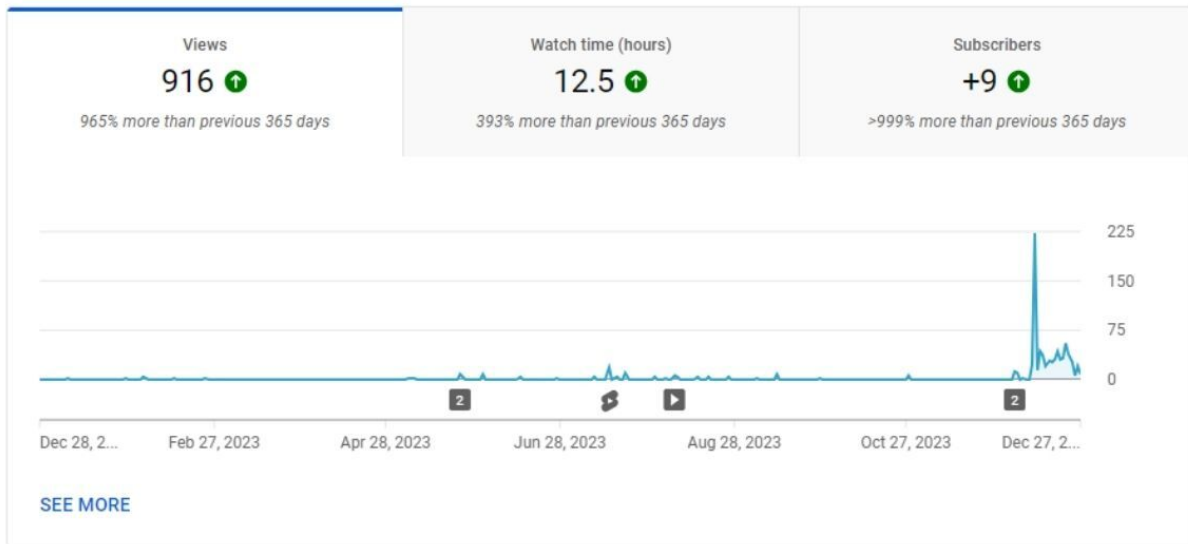 Views
916
965% more than previous 365 days
Watch time (hours)
12.5
393% more than previous 365 days
Subscribers
+9
>999% more than previous 365 days
225
150
75
0
2
2
Dec 28, 2...
Feb 27, 2023
Apr 28, 2023
Jun 28, 2023
Aug 28, 2023
Oct 27, 2023
Dec 27, 2...
SEE MORE